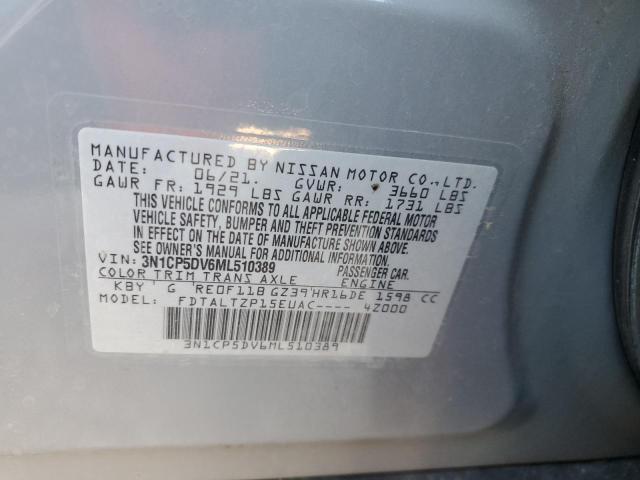 MANUFACTURED BY NISSAN MOTOR CO.,LTD.
DATE: 06/21. GVWR: 3660 LBS
GAWR FR: 1929 LBS GAWR RR: 1731 LBS
THIS VEHICLE CONFORMS TO ALL APPLICABLE FEDERAL MOTOR
VEHICLE SAFETY, BUMPER AND THEFT PREVENTION STANDARDS
IN EFFECT ON THE DATE OF MANUFACTURE SHOWN ABOVE.
SEE OWNER'S MANUAL FOR ADDITIONAL INFORMATION.
VIN: 3N1CP5DV6ML510389 PASSENGER CAR.
COLOR TRIM TRANS AXLE ENGINE
KBY G RE0F11B GZ39 HR16DE 1598 CC
MODEL: FDTALTZP15EUAC---- 4Z000
3N1CP5DV6ML510389